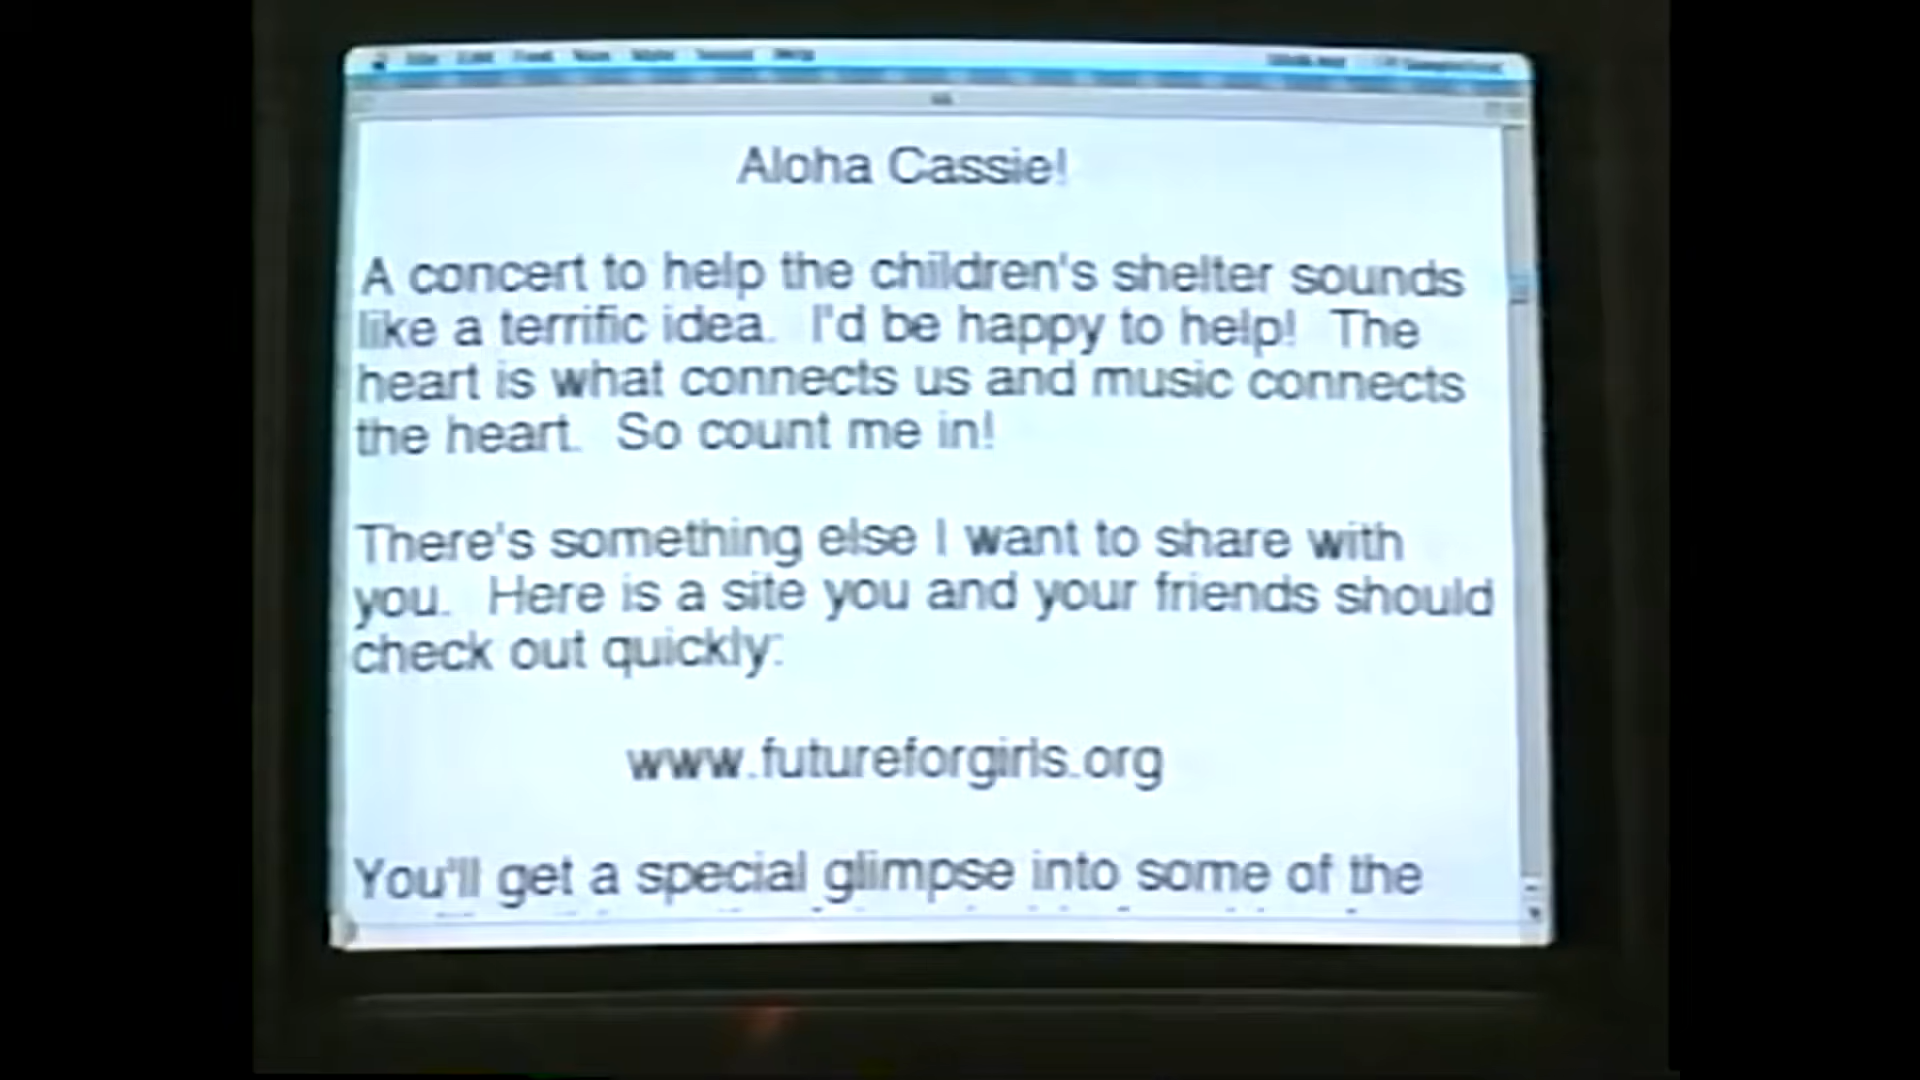 Aloha Cassie!
A concert to help the children's shelter sounds
like a terrific idea. I'd be happy to help! The
heart is what connects us and music connects
the heart. So count me in!
There's something else I want to share with
you. Here is a site you and your friends should
check out quickly:
www.futureforgirls.org
You'll get a special glimpse into some of the